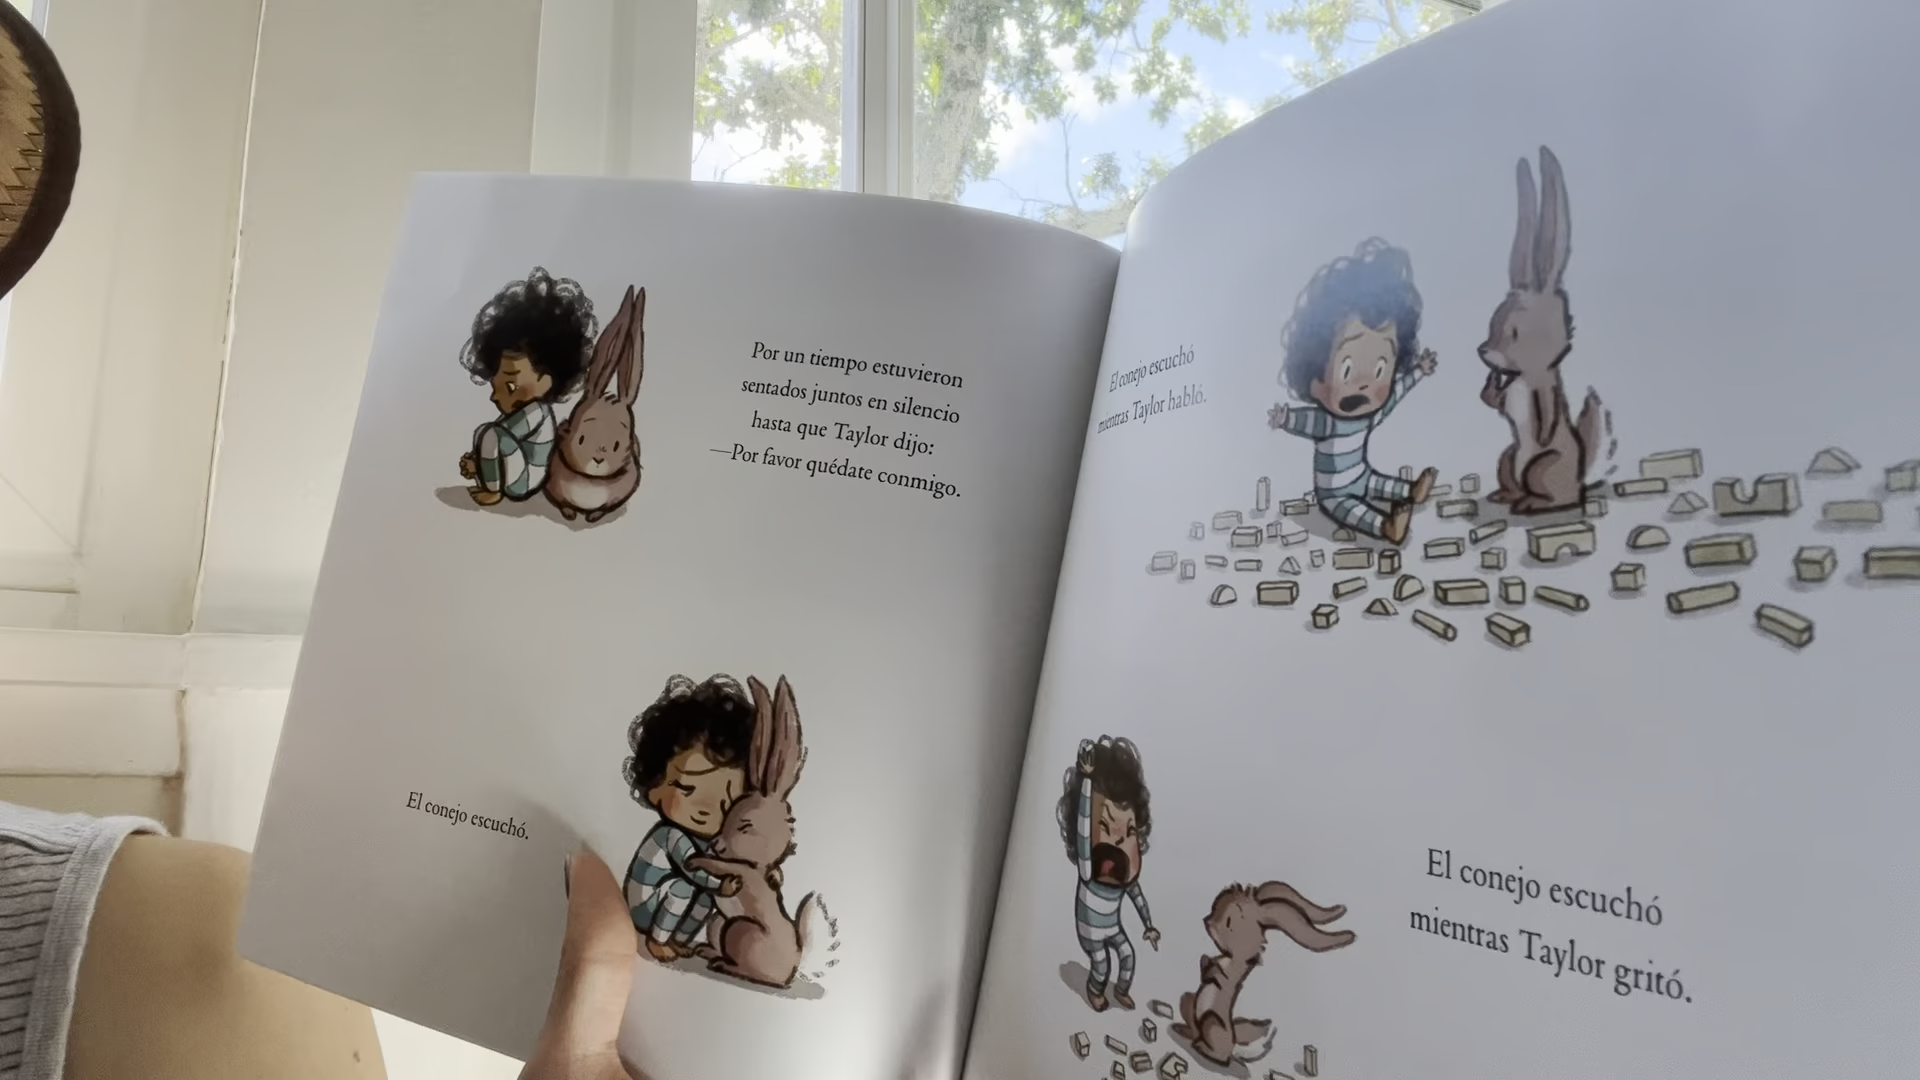 Por un tiempo estuvieron
sentados juntos en silencio
hasta que Taylor dijo:
—Por favor quédate conmigo.
El conejo escuchó.
El conejo escuchó
mientras Taylor habló.
El conejo escuchó
mientras Taylor gritó.